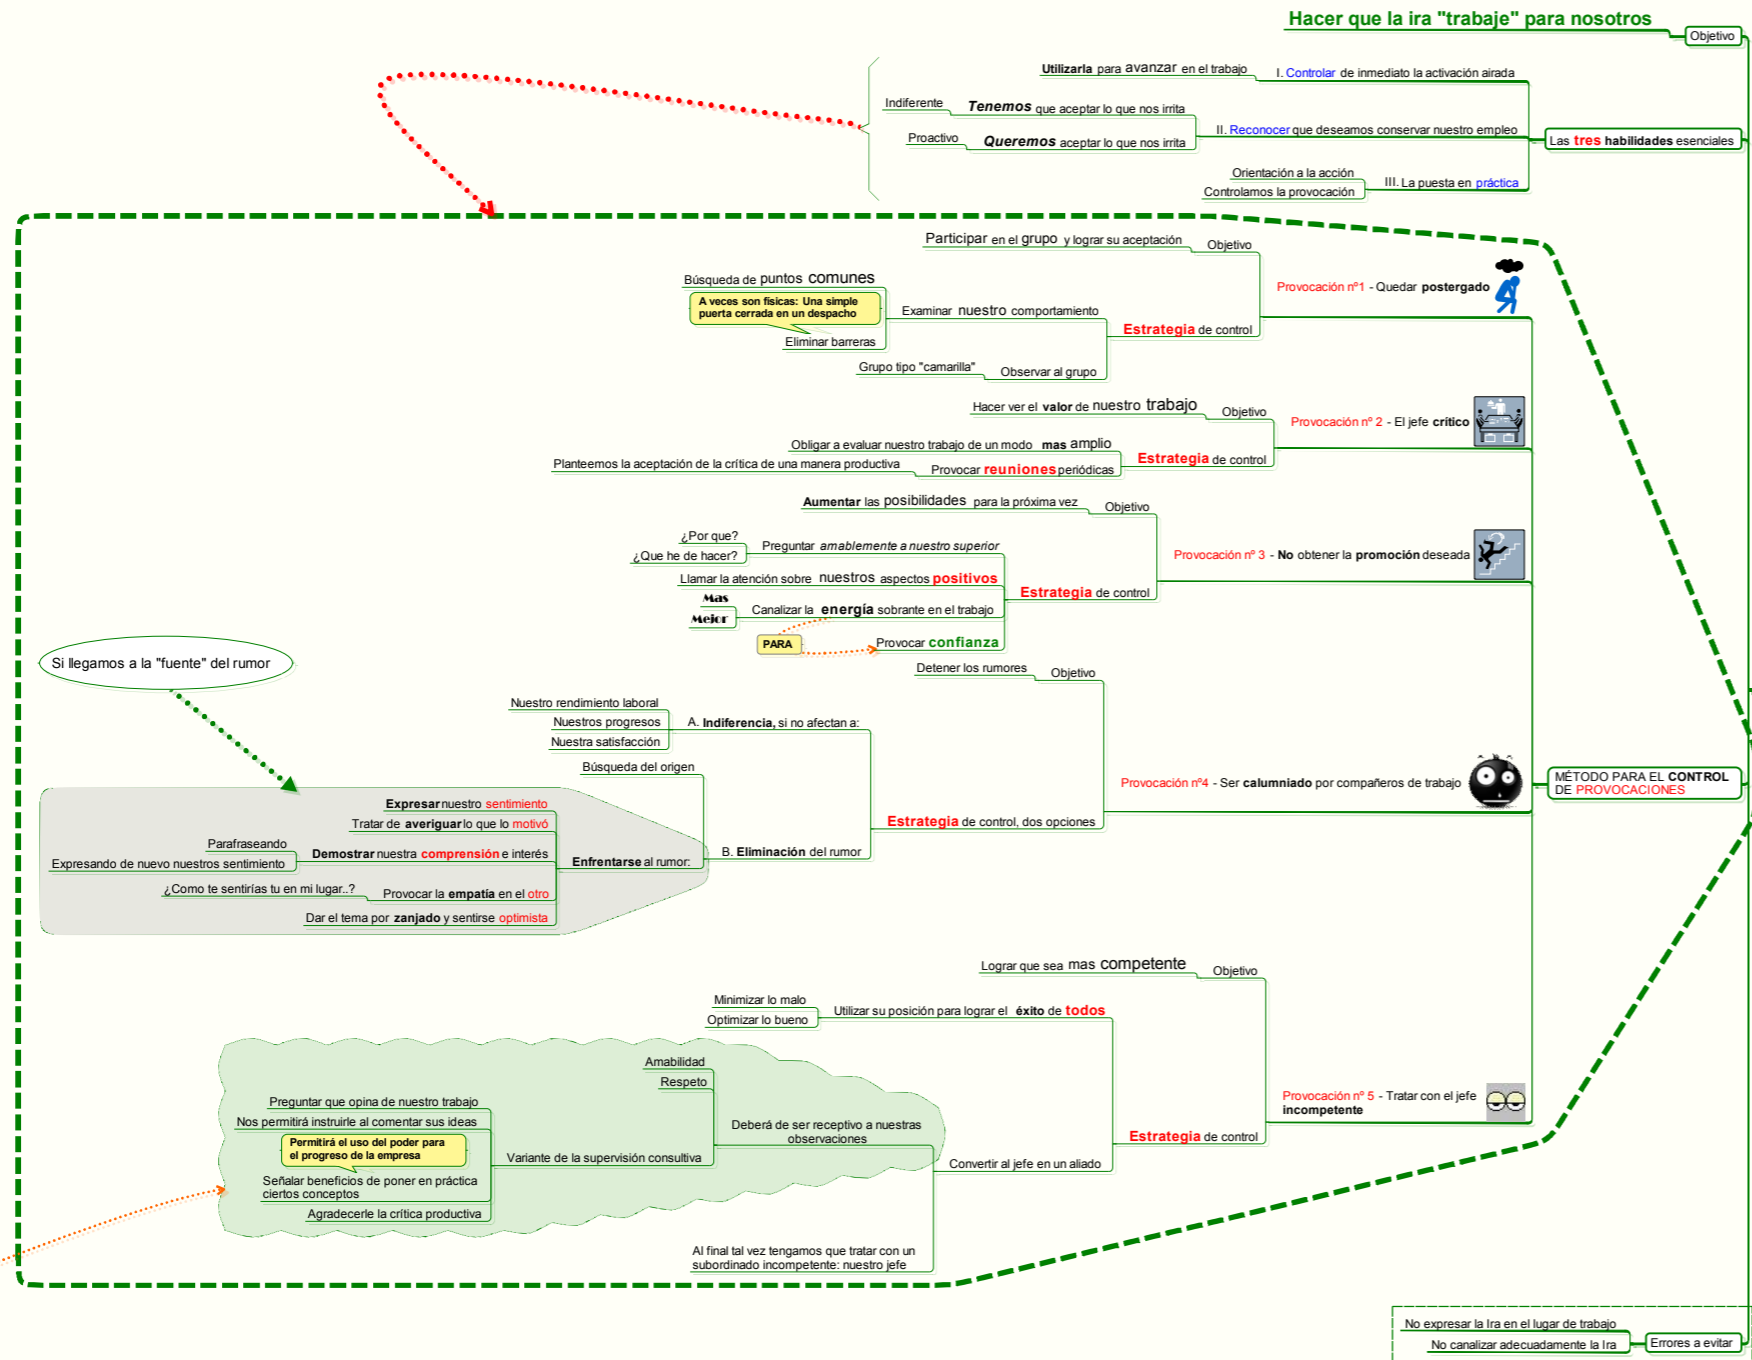 Hacer que la ira "trabaje" para nosotros
Objetivo
Utilizarla para avanzar en el trabajo
I. Controlar de inmediato la activación airada
Indiferente
Tenemos que aceptar lo que nos irrita
Proactivo
Queremos aceptar lo que nos irrita
II. Reconocer que deseamos conservar nuestro empleo
Las tres habilidades esenciales
Orientación a la acción
Controlamos la provocación
III. La puesta en práctica
Participar en el grupo y lograr su aceptación
Objetivo
Provocación nº1 - Quedar postergado
Búsqueda de puntos comunes
A veces son físicas: Una simple
puerta cerrada en un despacho
Eliminar barreras
Examinar nuestro comportamiento
Estrategia de control
Grupo tipo "camarilla"
Observar al grupo
Hacer ver el valor de nuestro trabajo
Objetivo
Provocación nº 2 - El jefe crítico
Obligar a evaluar nuestro trabajo de un modo mas amplio
Estrategia de control
Planteemos la aceptación de la crítica de una manera productiva
Provocar reuniones periódicas
Aumentar las posibilidades para la próxima vez
Objetivo
¿Por que?
¿Que he de hacer?
Preguntar amablemente a nuestro superior
Provocación nº 3 - No obtener la promoción deseada
Llamar la atención sobre nuestros aspectos positivos
Estrategia de control
Mas
Mejor
Canalizar la energía sobrante en el trabajo
PARA
Provocar confianza
Si llegamos a la "fuente" del rumor
Detener los rumores
Objetivo
Nuestro rendimiento laboral
Nuestros progresos
Nuestra satisfacción
A. Indiferencia, si no afectan a:
Búsqueda del origen
Provocación nº4 - Ser calumniado por compañeros de trabajo
MÉTODO PARA EL CONTROL
DE PROVOCACIONES
Expresar nuestro sentimiento
Tratar de averiguar lo que lo motivó
Estrategia de control, dos opciones
Parafraseando
Expresando de nuevo nuestros sentimiento
Demostrar nuestra comprensión e interés
Enfrentarse al rumor:
B. Eliminación del rumor
¿Como te sentirías tu en mi lugar..?
Provocar la empatía en el otro
Dar el tema por zanjado y sentirse optimista
Lograr que sea mas competente
Objetivo
Minimizar lo malo
Optimizar lo bueno
Utilizar su posición para lograr el éxito de todos
Amabilidad
Respeto
Provocación nº 5 - Tratar con el jefe
incompetente
Preguntar que opina de nuestro trabajo
Nos permitirá instruirle al comentar sus ideas
Permitirá el uso del poder para
el progreso de la empresa
Deberá de ser receptivo a nuestras
observaciones
Estrategia de control
Variante de la supervisión consultiva
Convertir al jefe en un aliado
Señalar beneficios de poner en práctica
ciertos conceptos
Agradecerle la crítica productiva
Al final tal vez tengamos que tratar con un
subordinado incompetente: nuestro jefe
No expresar la Ira en el lugar de trabajo
No canalizar adecuadamente la Ira
Errores a evitar